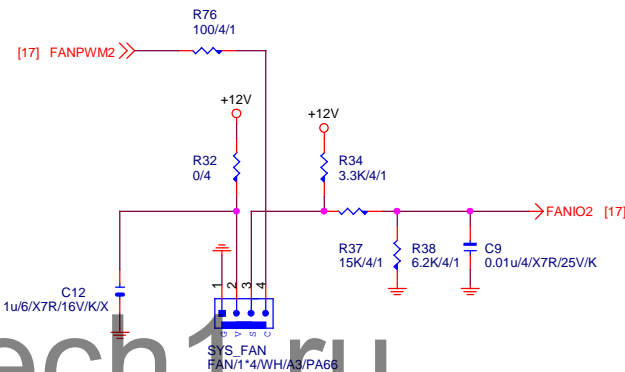 R76
100/4/1
[17] FANPWM2
+12V
+12V
R32
0/4
R34
3.3K/4/1
FANIO2 [17]
R37
15K/4/1
R38
6.2K/4/1
C9
0.01u/4/X7R/25V/K
C12
1u/6/X7R/16V/K/X
1 2 3 4
G V S C
SYS_FAN
FAN/1*4/WH/A3/PA66
ech1.ru